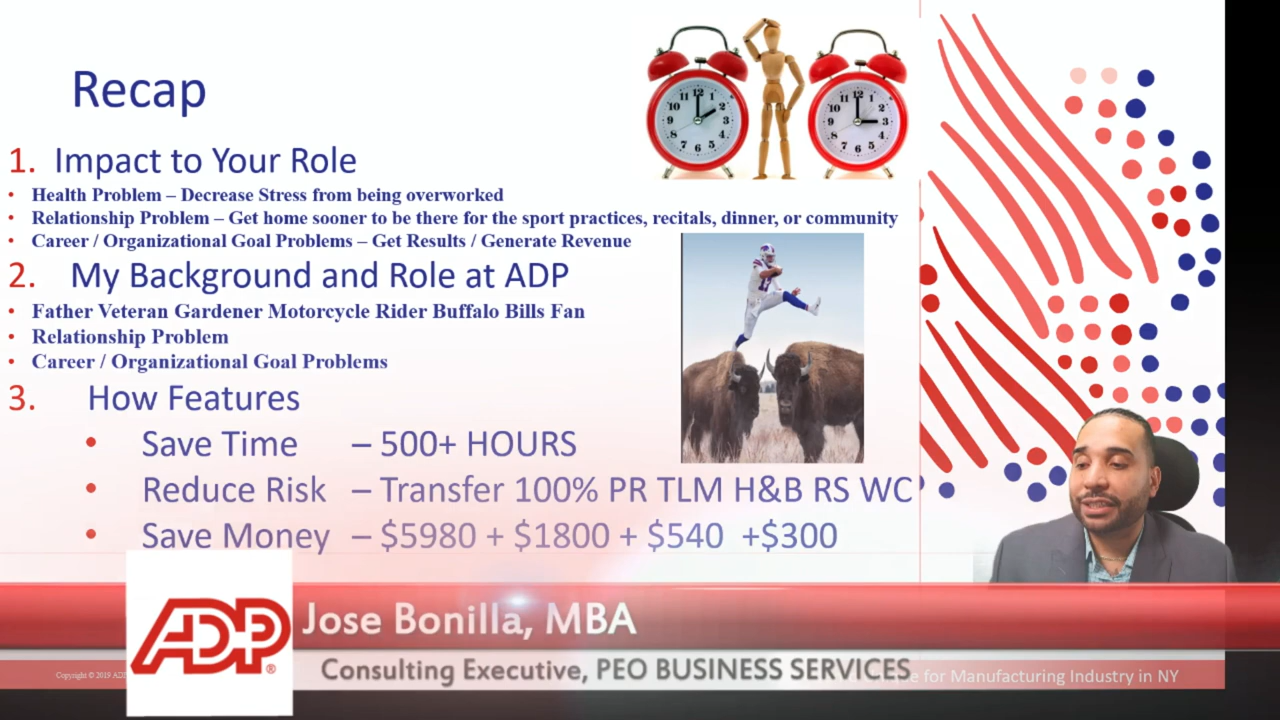 Recap
1. Impact to Your Role
• Health Problem – Decrease Stress from being overworked
• Relationship Problem – Get home sooner to be there for the sport practices, recitals, dinner, or community
• Career / Organizational Goal Problems – Get Results / Generate Revenue
2. My Background and Role at ADP
• Father Veteran Gardener Motorcycle Rider Buffalo Bills Fan
• Relationship Problem
• Career / Organizational Goal Problems
3. How Features
• Save Time – 500+ HOURS
• Reduce Risk – Transfer 100% PR TLM H&B RS WC
• Save Money – $5980 + $1800 + $540 +$300
ADP®
Jose Bonilla, MBA
Consulting Executive, PEO BUSINESS SERVICES
Copyright © 2019
for Manufacturing Industry in NY